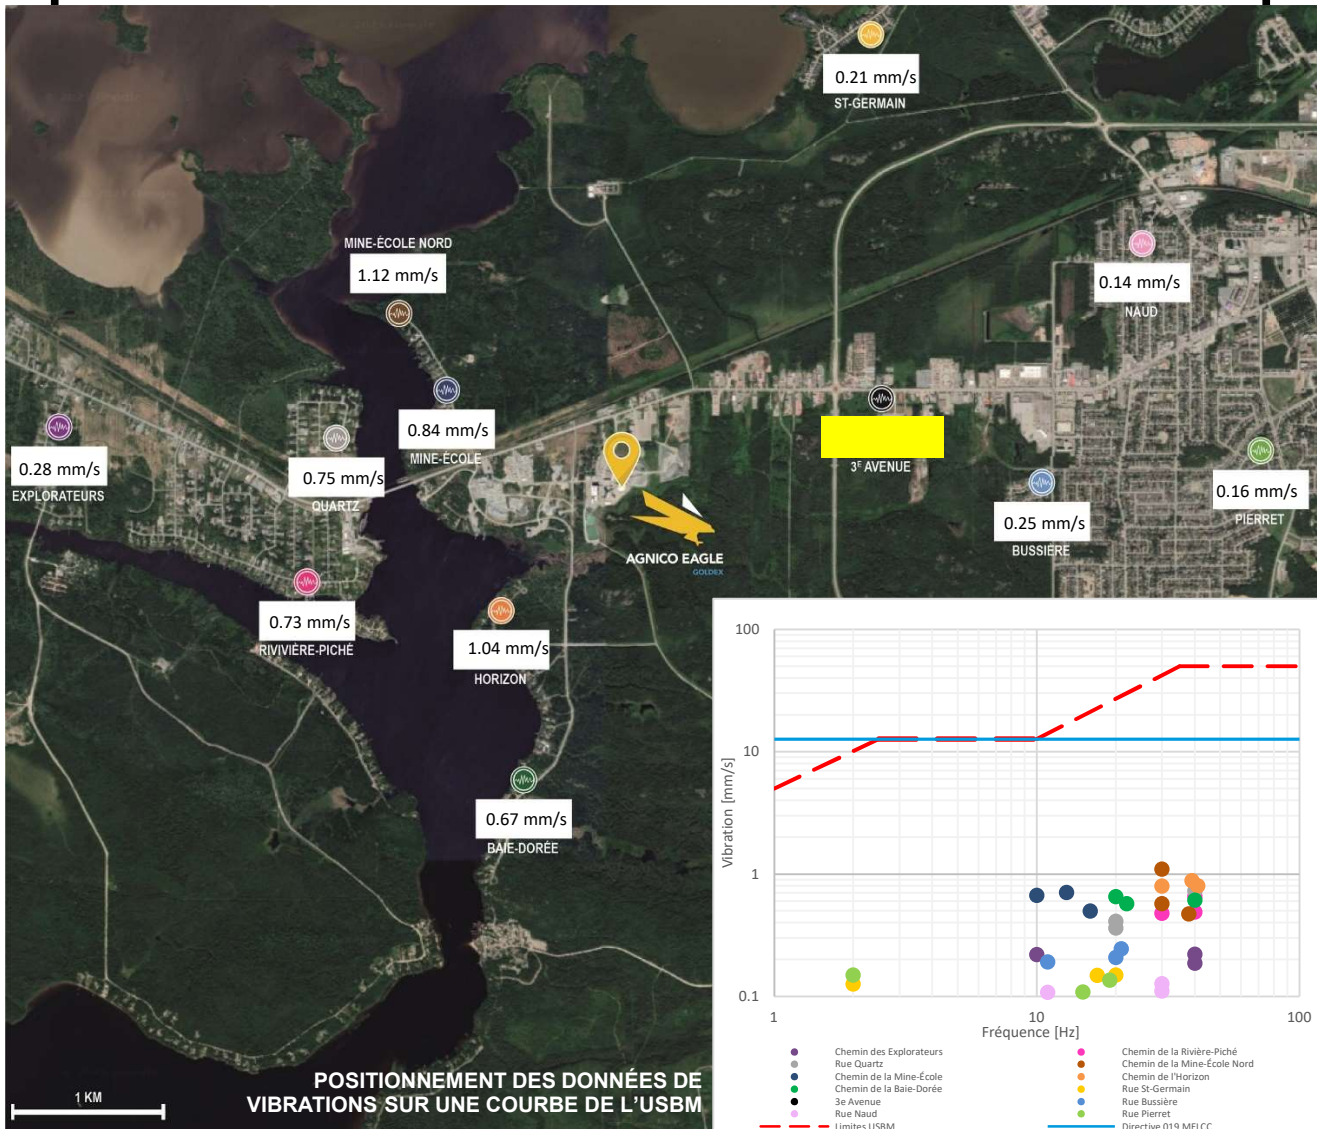 0.21 mm/s
ST-GERMAIN
MINE-ÉCOLE NORD
1.12 mm/s
0.14 mm/s
NAUD
0.84 mm/s
MINE-ÉCOLE
0.28 mm/s
EXPLORATEURS
0.75 mm/s
QUARTZ
3E AVENUE
0.16 mm/s
PIERRET
0.25 mm/s
BUSSIÈRE
AGNICO EAGLE
GOLDEX
0.73 mm/s
RIVIVIÈRE-PICHÉ
1.04 mm/s
HORIZON
0.67 mm/s
BAIE-DORÉE
POSITIONNEMENT DES DONNÉES DE
VIBRATIONS SUR UNE COURBE DE L'USBM
1 KM
100
10
1
0.1
Vibration [mm/s]
1
10
100
Fréquence [Hz]
Chemin des Explorateurs
Chemin de la Rivière-Piché
Rue Quartz
Chemin de la Mine-École Nord
Chemin de la Mine-École
Chemin de l'Horizon
Chemin de la Baie-Dorée
Rue St-Germain
3e Avenue
Rue Bussière
Rue Naud
Rue Pierret
Limites USBM
Directive 019 MELCC